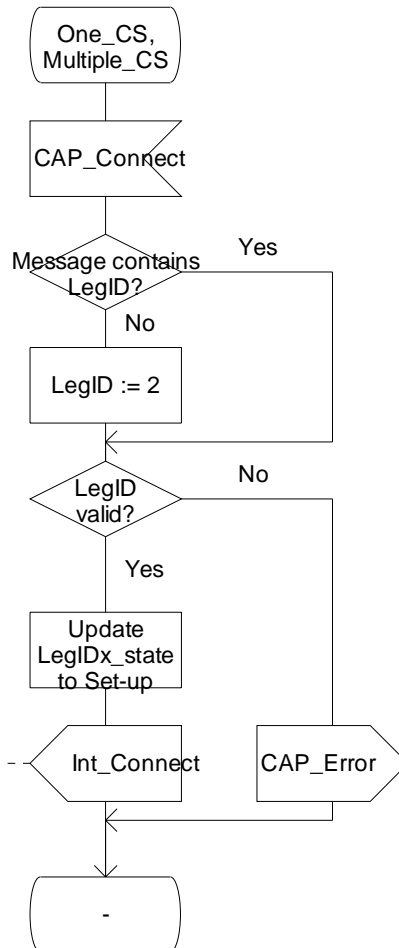 One_CS,
Multiple_CS
CAP_Connect
Message contains
LegID?
Yes
No
LegID := 2
LegID
valid?
No
Yes
Update
LegIDx_state
to Set-up
Int_Connect
CAP_Error
-